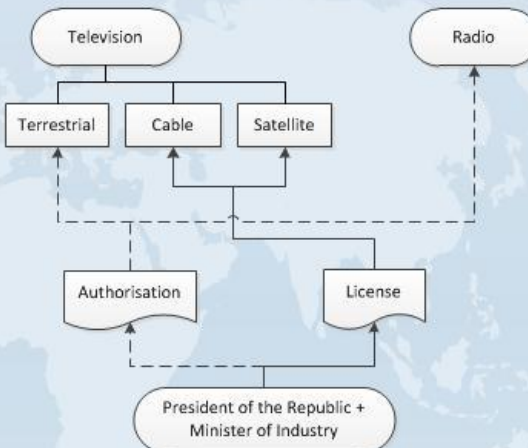 Television
Radio
Terrestrial
Cable
Satellite
Authorisation
License
President of the Republic +
Minister of Industry